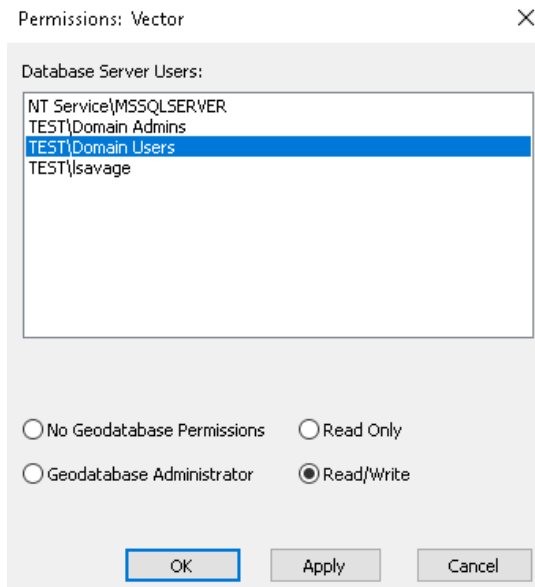 Permissions: Vector
Database Server Users:
NT Service\MSSQLSERVER
TEST\Domain Admins
TEST\Domain Users
TEST\lsavage
No Geodatabase Permissions
Read Only
Geodatabase Administrator
Read/Write
OK
Apply
Cancel